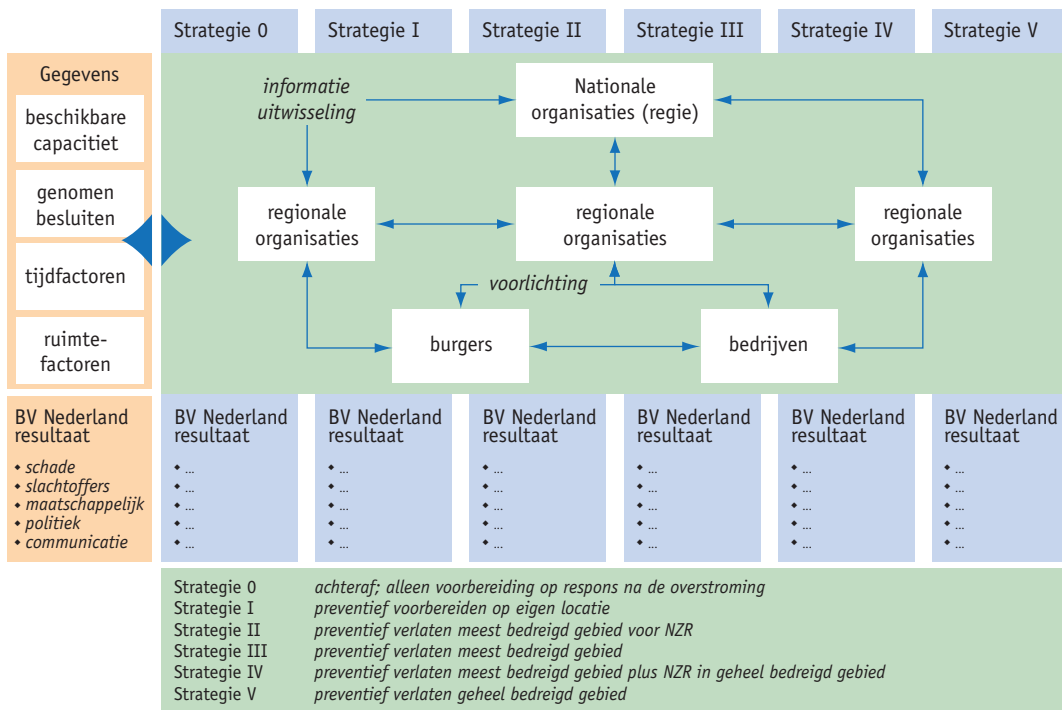 Strategie 0
Strategie I
Strategie II
Strategie III
Strategie IV
Strategie V
Gegevens
beschikbare
capacitiet
genomen
besluiten
tijdfactoren
ruimte-
factoren
informatie
uitwisseling
Nationale
organisaties (regie)
regionale
organisaties
regionale
organisaties
regionale
organisaties
voorlichting
burgers
bedrijven
BV Nederland
resultaat
◆ schade
◆ slachtoffers
◆ maatschappelijk
◆ politiek
◆ communicatie
BV Nederland
resultaat
◆ ...
◆ ...
◆ ...
◆ ...
◆ ...
BV Nederland
resultaat
◆ ...
◆ ...
◆ ...
◆ ...
◆ ...
BV Nederland
resultaat
◆ ...
◆ ...
◆ ...
◆ ...
◆ ...
BV Nederland
resultaat
◆ ...
◆ ...
◆ ...
◆ ...
◆ ...
BV Nederland
resultaat
◆ ...
◆ ...
◆ ...
◆ ...
◆ ...
BV Nederland
resultaat
◆ ...
◆ ...
◆ ...
◆ ...
◆ ...
Strategie 0 achteraf; alleen voorbereiding op respons na de overstroming
Strategie I preventief voorbereiden op eigen locatie
Strategie II preventief verlaten meest bedreigd gebied voor NZR
Strategie III preventief verlaten meest bedreigd gebied
Strategie IV preventief verlaten meest bedreigd gebied plus NZR in geheel bedreigd gebied
Strategie V preventief verlaten geheel bedreigd gebied